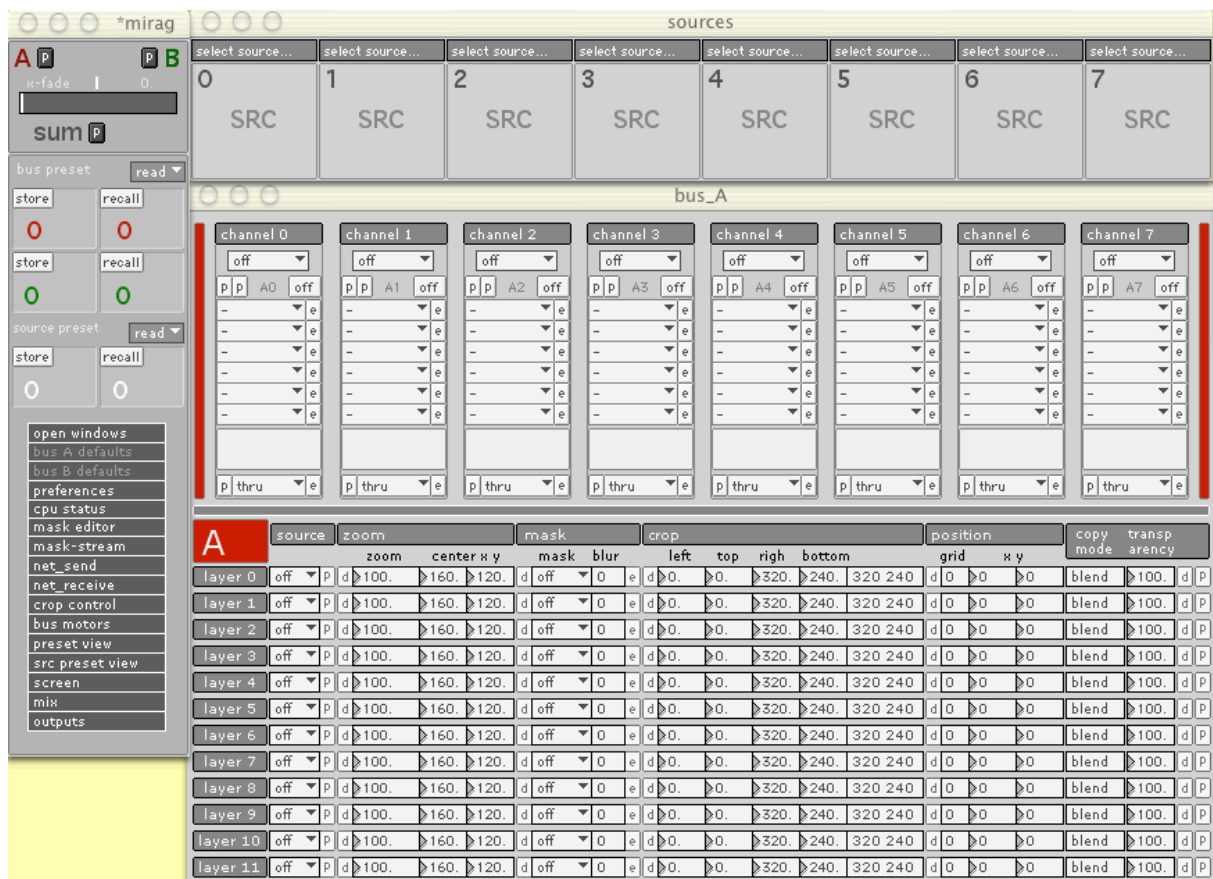 *mirag
A P P B
x-fade 0.
sum P
bus preset read
store recall
0 0
store recall
0 0
source preset read
store recall
0 0
open windows
bus A defaults
bus B defaults
preferences
cpu status
mask editor
mask-stream
net_send
net_receive
crop control
bus motors
preset view
src preset view
screen
mix
outputs
sources
select source... select source... select source... select source... select source... select source... select source... select source...
0 1 2 3 4 5 6 7
SRC SRC SRC SRC SRC SRC SRC SRC
bus_A
channel 0 channel 1 channel 2 channel 3 channel 4 channel 5 channel 6 channel 7
off off off off off off off off
P P A0 off P P A1 off P P A2 off P P A3 off P P A4 off P P A5 off P P A6 off P P A7 off
- e - e - e - e - e - e - e - e
- e - e - e - e - e - e - e - e
- e - e - e - e - e - e - e - e
- e - e - e - e - e - e - e - e
- e - e - e - e - e - e - e - e
- e - e - e - e - e - e - e - e
P thru e P thru e P thru e P thru e P thru e P thru e P thru e P thru e
A source zoom mask crop position copy mode transp arency
zoom center x y mask blur left top righ bottom grid x y
layer 0 off P d 100. 160. 120. d off 0 e d 0. 0. 320. 240. 320 240 d 0 0 0 blend 100. d P
layer 1 off P d 100. 160. 120. d off 0 e d 0. 0. 320. 240. 320 240 d 0 0 0 blend 100. d P
layer 2 off P d 100. 160. 120. d off 0 e d 0. 0. 320. 240. 320 240 d 0 0 0 blend 100. d P
layer 3 off P d 100. 160. 120. d off 0 e d 0. 0. 320. 240. 320 240 d 0 0 0 blend 100. d P
layer 4 off P d 100. 160. 120. d off 0 e d 0. 0. 320. 240. 320 240 d 0 0 0 blend 100. d P
layer 5 off P d 100. 160. 120. d off 0 e d 0. 0. 320. 240. 320 240 d 0 0 0 blend 100. d P
layer 6 off P d 100. 160. 120. d off 0 e d 0. 0. 320. 240. 320 240 d 0 0 0 blend 100. d P
layer 7 off P d 100. 160. 120. d off 0 e d 0. 0. 320. 240. 320 240 d 0 0 0 blend 100. d P
layer 8 off P d 100. 160. 120. d off 0 e d 0. 0. 320. 240. 320 240 d 0 0 0 blend 100. d P
layer 9 off P d 100. 160. 120. d off 0 e d 0. 0. 320. 240. 320 240 d 0 0 0 blend 100. d P
layer 10 off P d 100. 160. 120. d off 0 e d 0. 0. 320. 240. 320 240 d 0 0 0 blend 100. d P
layer 11 off P d 100. 160. 120. d off 0 e d 0. 0. 320. 240. 320 240 d 0 0 0 blend 100. d P